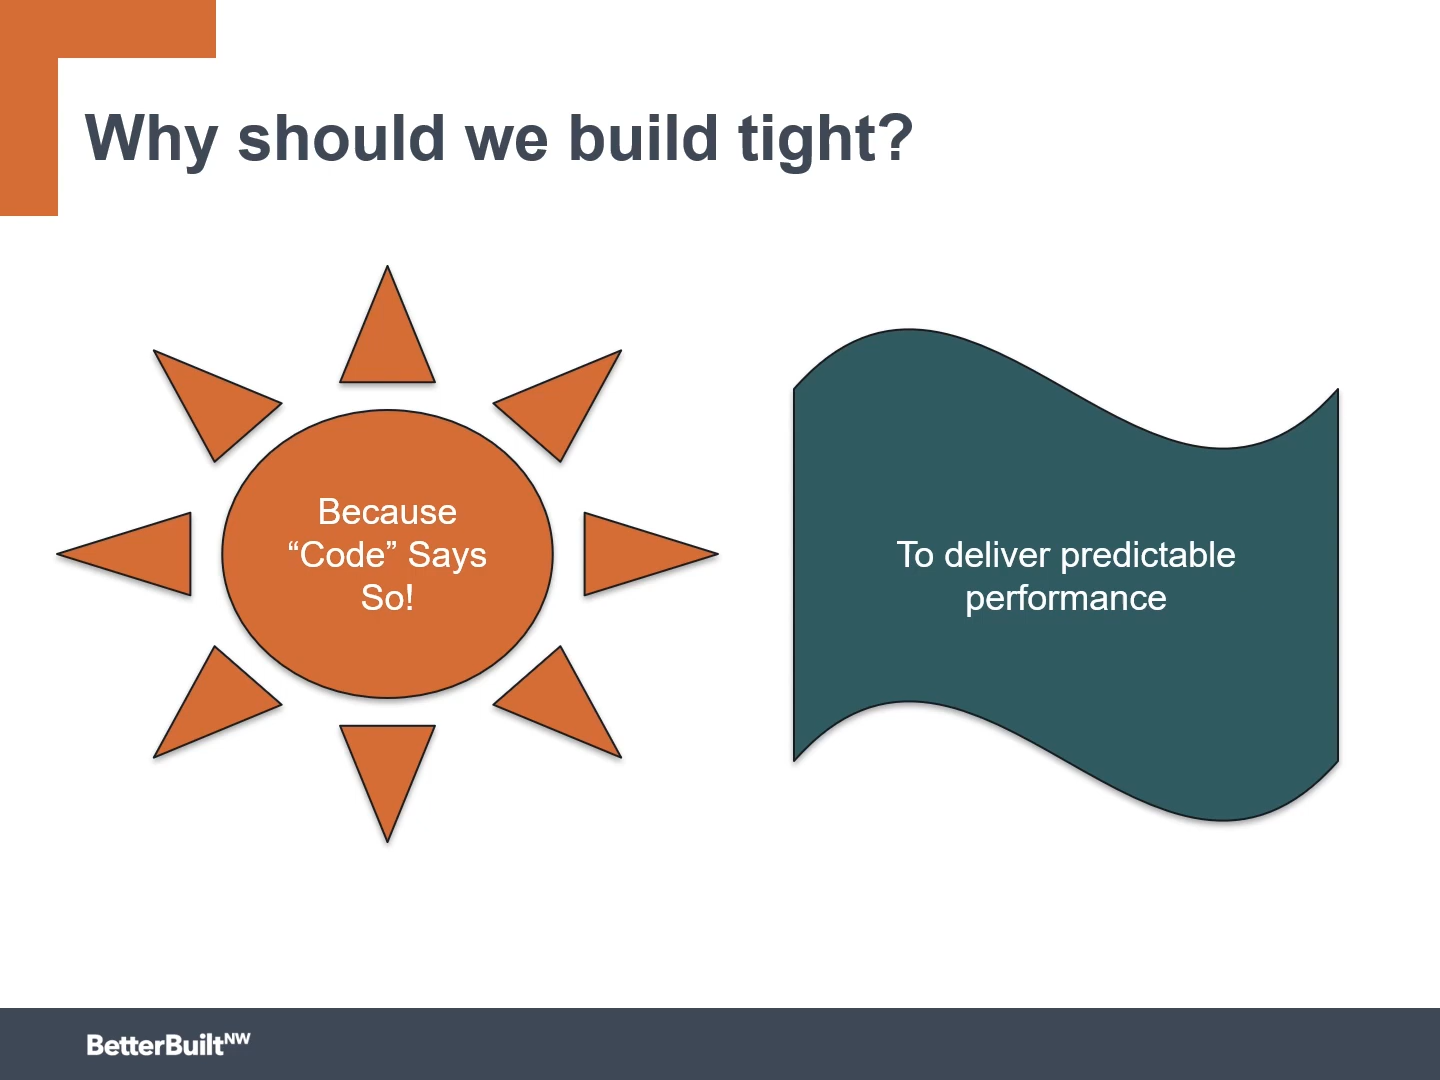 Why should we build tight?
Because
“Code” Says
So!
To deliver predictable
performance
BetterBuiltNW